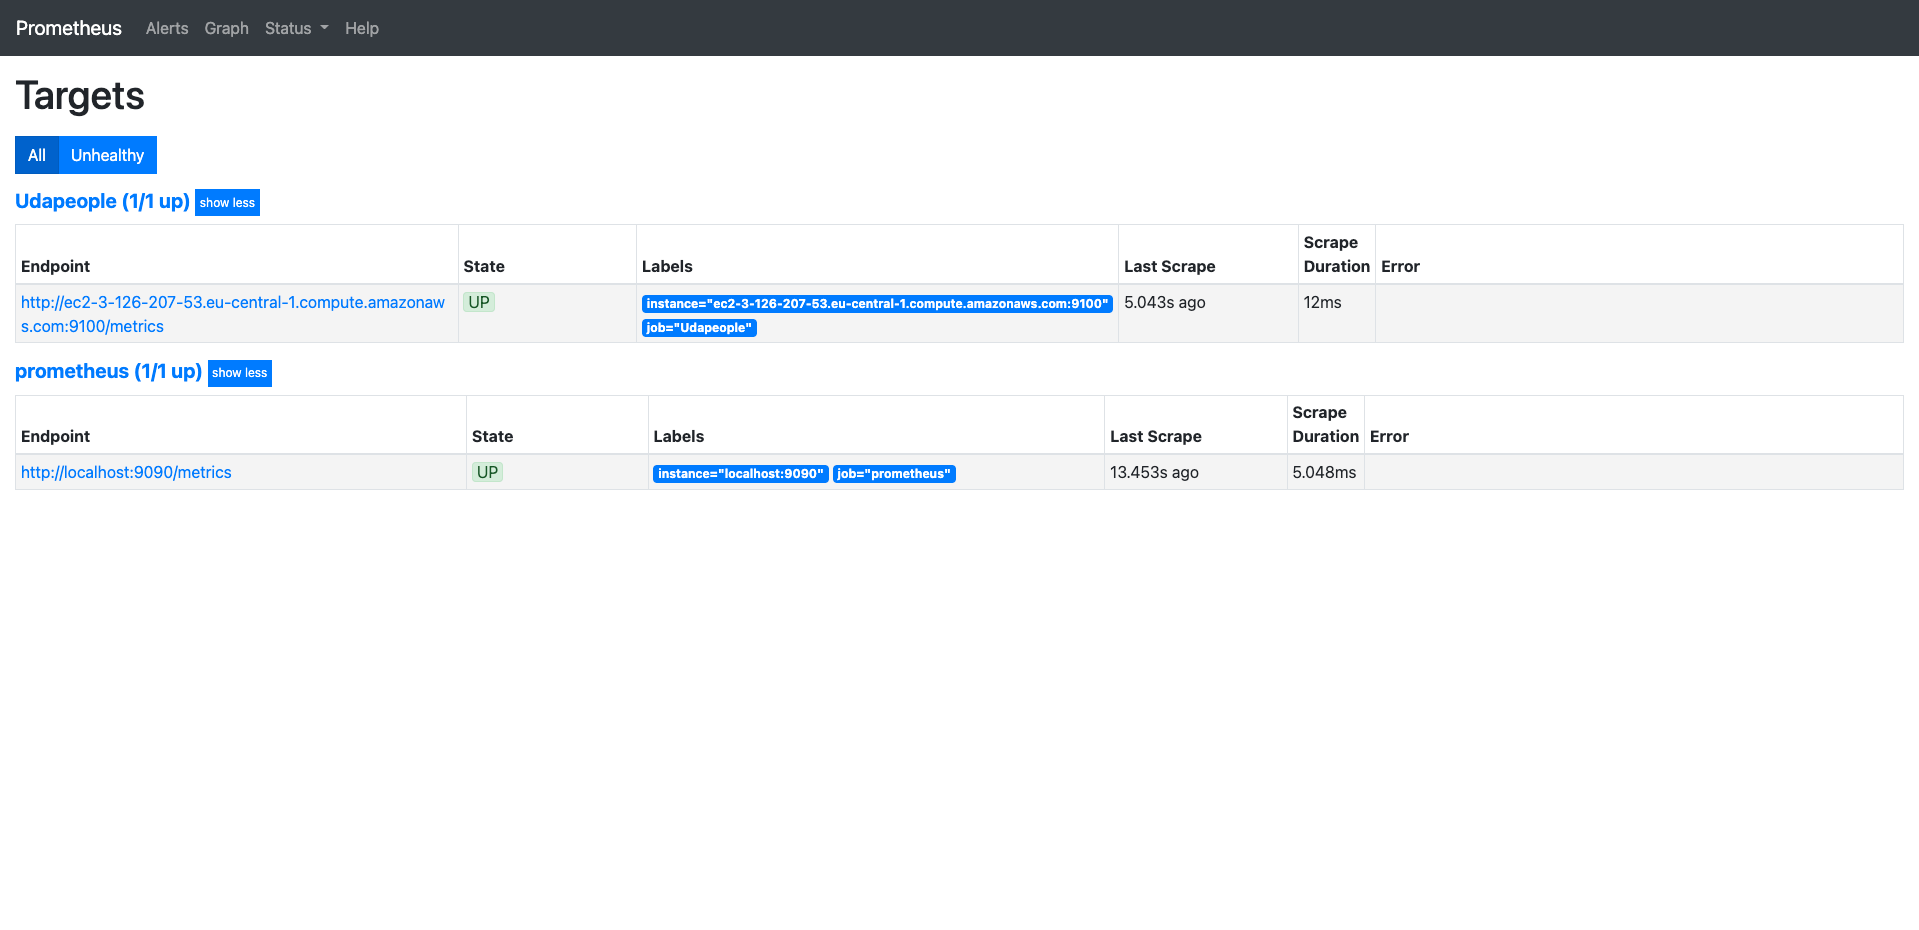 Prometheus Alerts Graph Status Help
Targets
All Unhealthy
Udapeople (1/1 up) show less
Endpoint State Labels Last Scrape Scrape Duration Error
http://ec2-3-126-207-53.eu-central-1.compute.amazonaw
s.com:9100/metrics
UP
instance="ec2-3-126-207-53.eu-central-1.compute.amazonaws.com:9100"
job="Udapeople"
5.043s ago
12ms
prometheus (1/1 up) show less
Endpoint State Labels Last Scrape Scrape Duration Error
http://localhost:9090/metrics UP instance="localhost:9090" job="prometheus" 13.453s ago 5.048ms